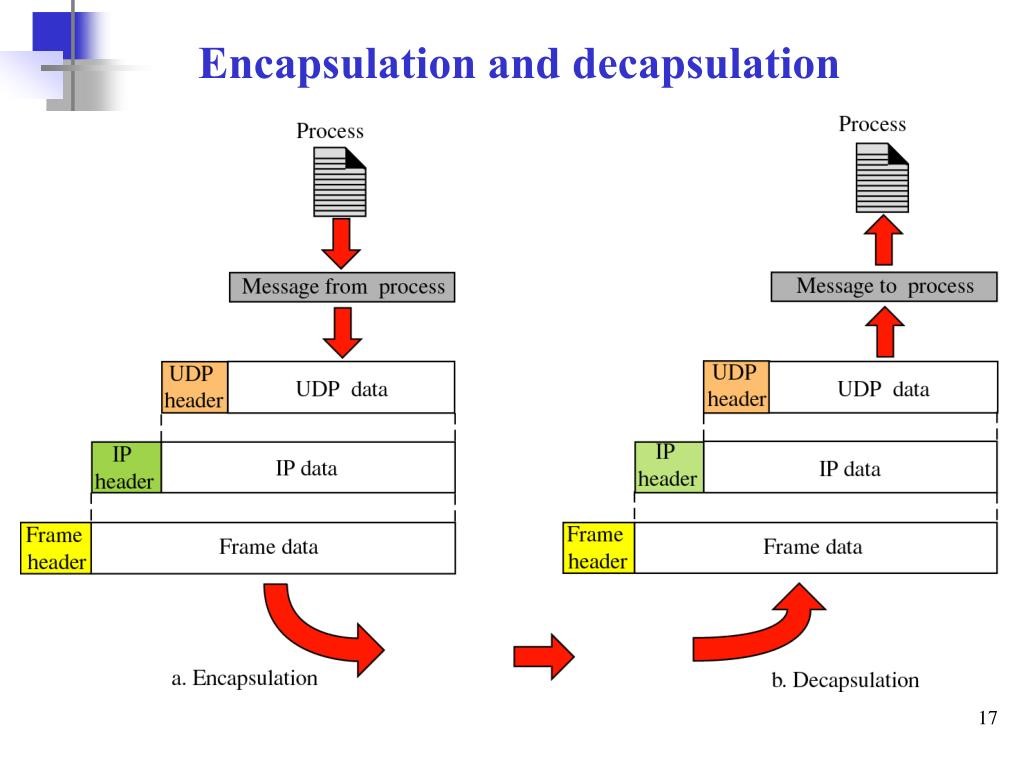 Encapsulation and decapsulation
Process
Message from process
UDP
header
UDP data
IP
header
IP data
Frame
header
Frame data
a. Encapsulation
Process
Message to process
UDP
header
UDP data
IP
header
IP data
Frame
header
Frame data
b. Decapsulation
17